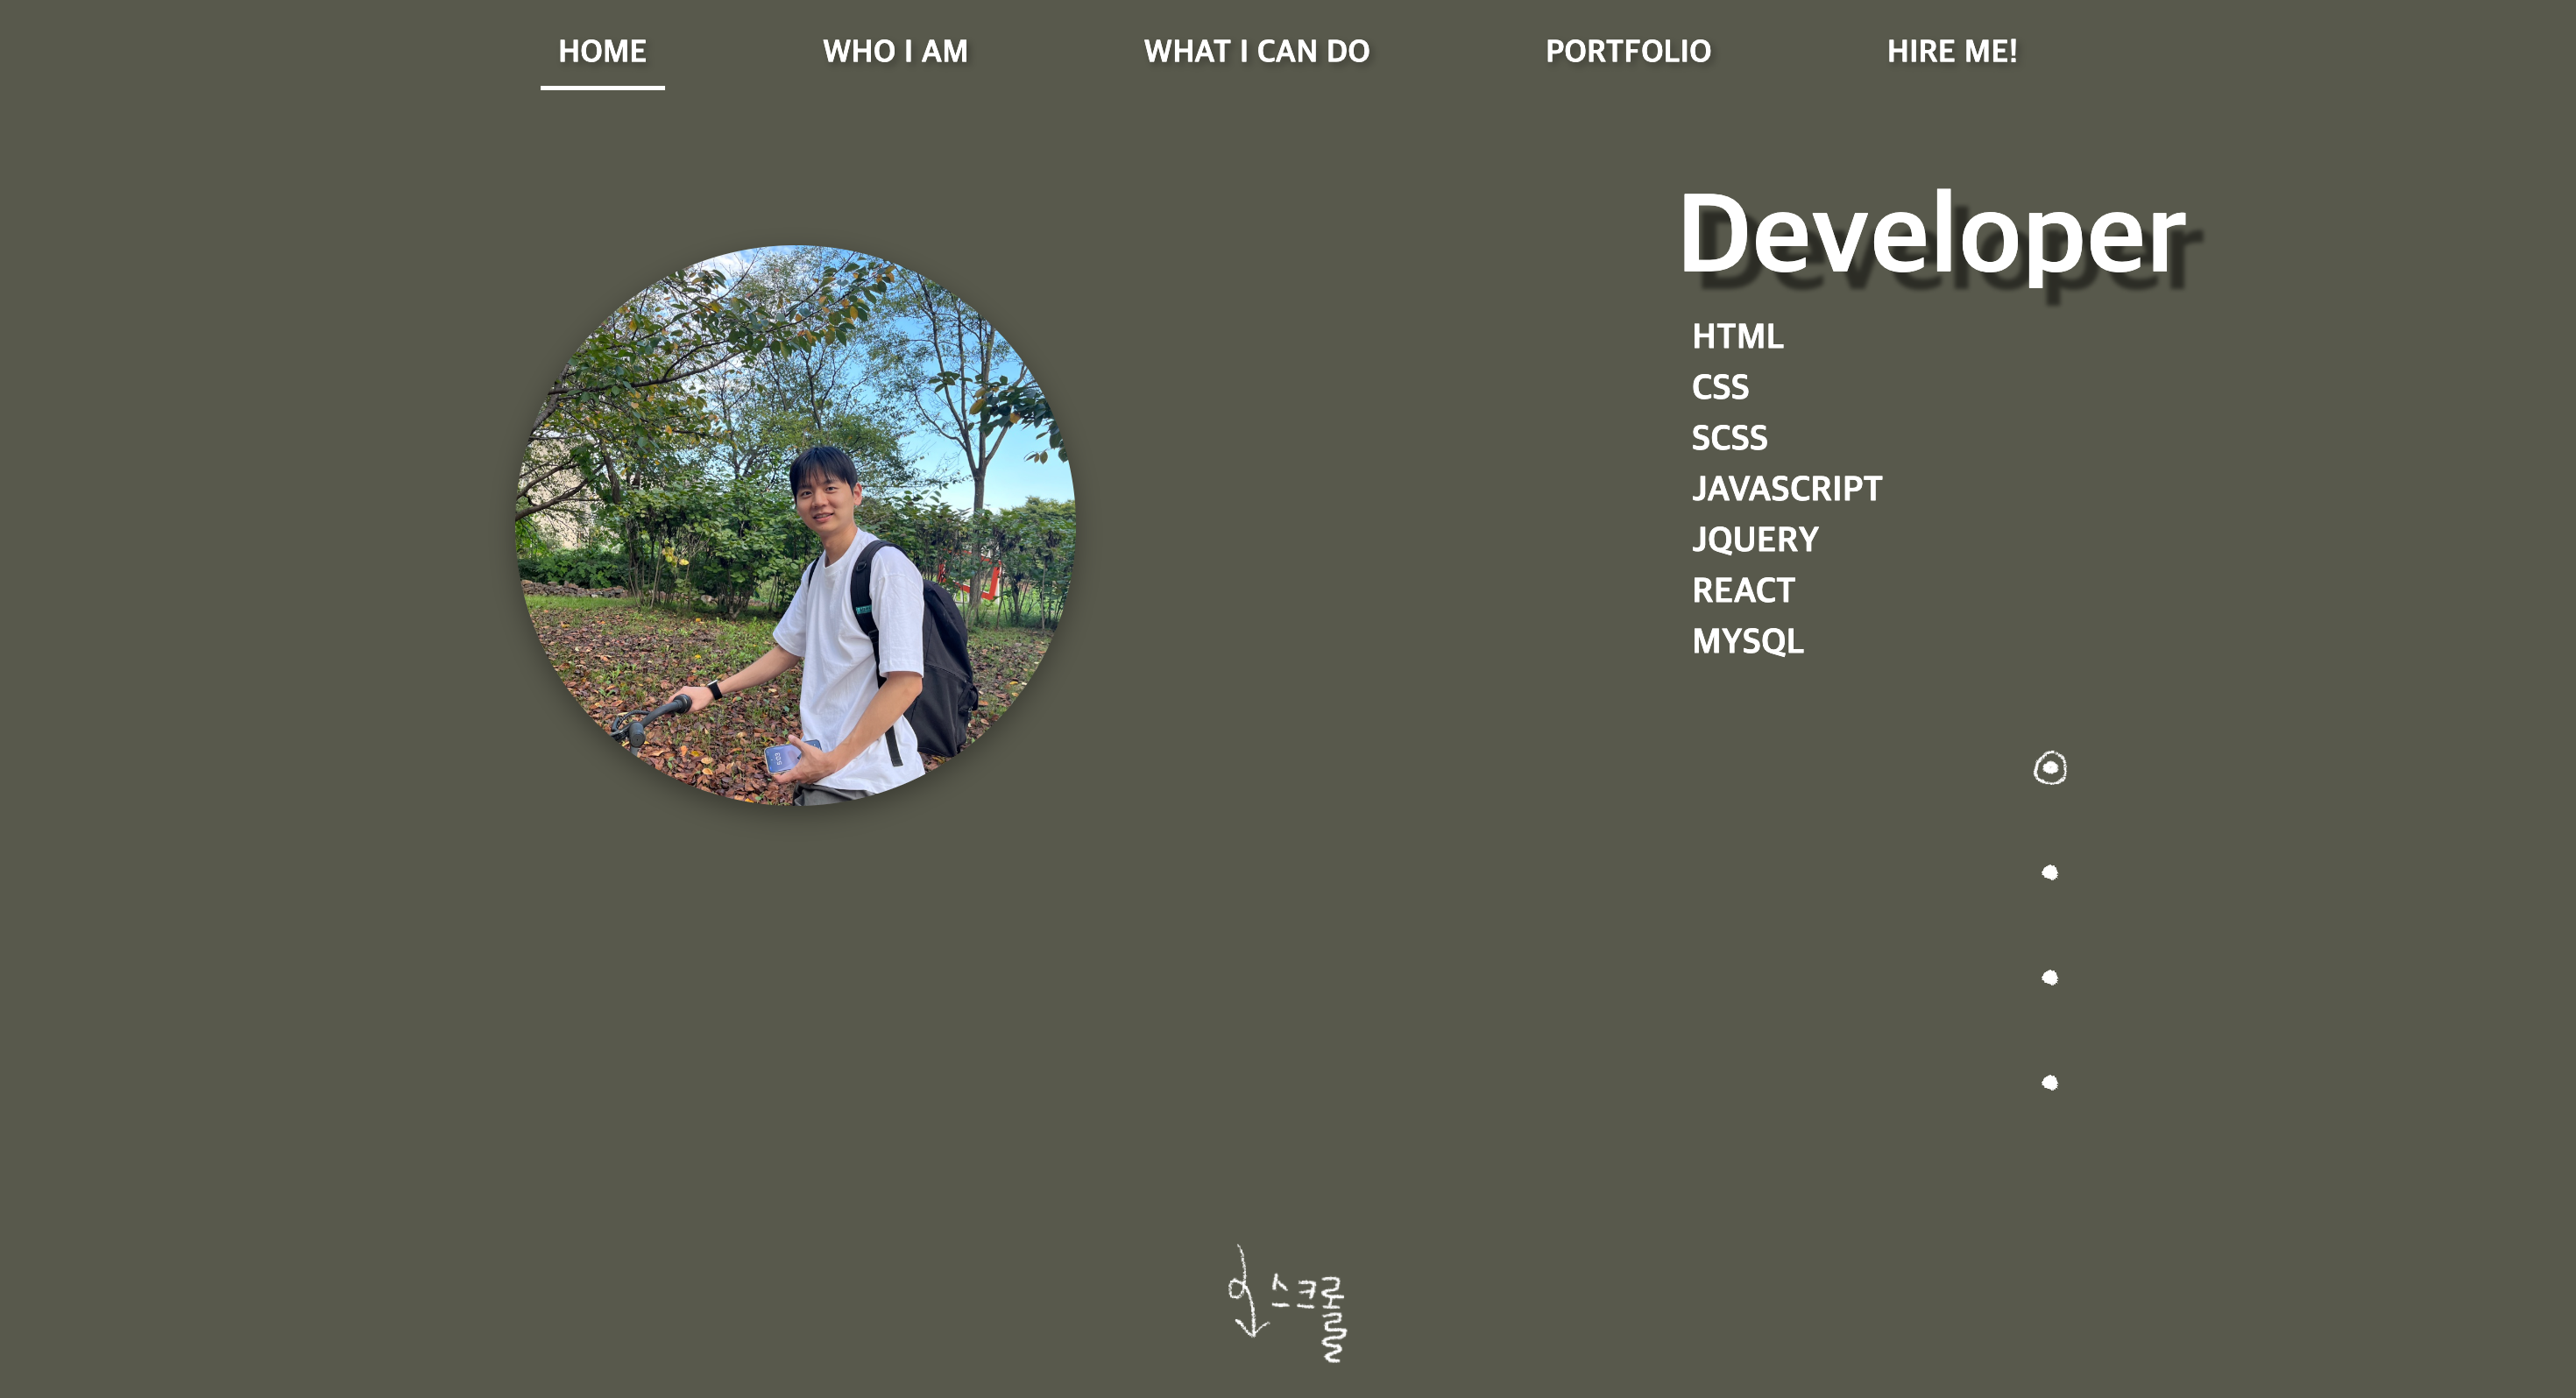 HOME WHO I AM WHAT I CAN DO PORTFOLIO HIRE ME!
Developer
HTML
CSS
SCSS
JAVASCRIPT
JQUERY
REACT
MYSQL
스크롤